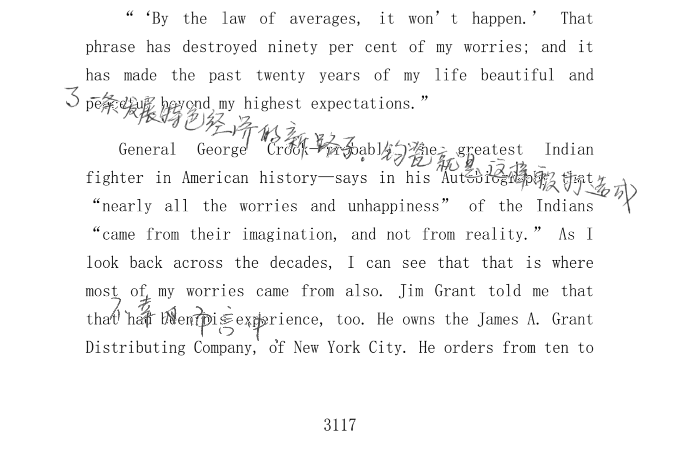 “ ‘By the law of averages, it won’t happen.’ That
phrase has destroyed ninety per cent of my worries; and it
has made the past twenty years of my life beautiful and
peaceful beyond my highest expectations.”
了一条发展特色经济的新路子。钧瓷就是这样被打造成
General George Crook—probably the greatest Indian
fighter in American history—says in his Autobiography that
“nearly all the worries and unhappiness” of the Indians
“came from their imagination, and not from reality.” As I
look back across the decades, I can see that that is where
most of my worries came from also. Jim Grant told me that
that had been his experience, too. He owns the James A. Grant
Distributing Company, of New York City. He orders from ten to
3117